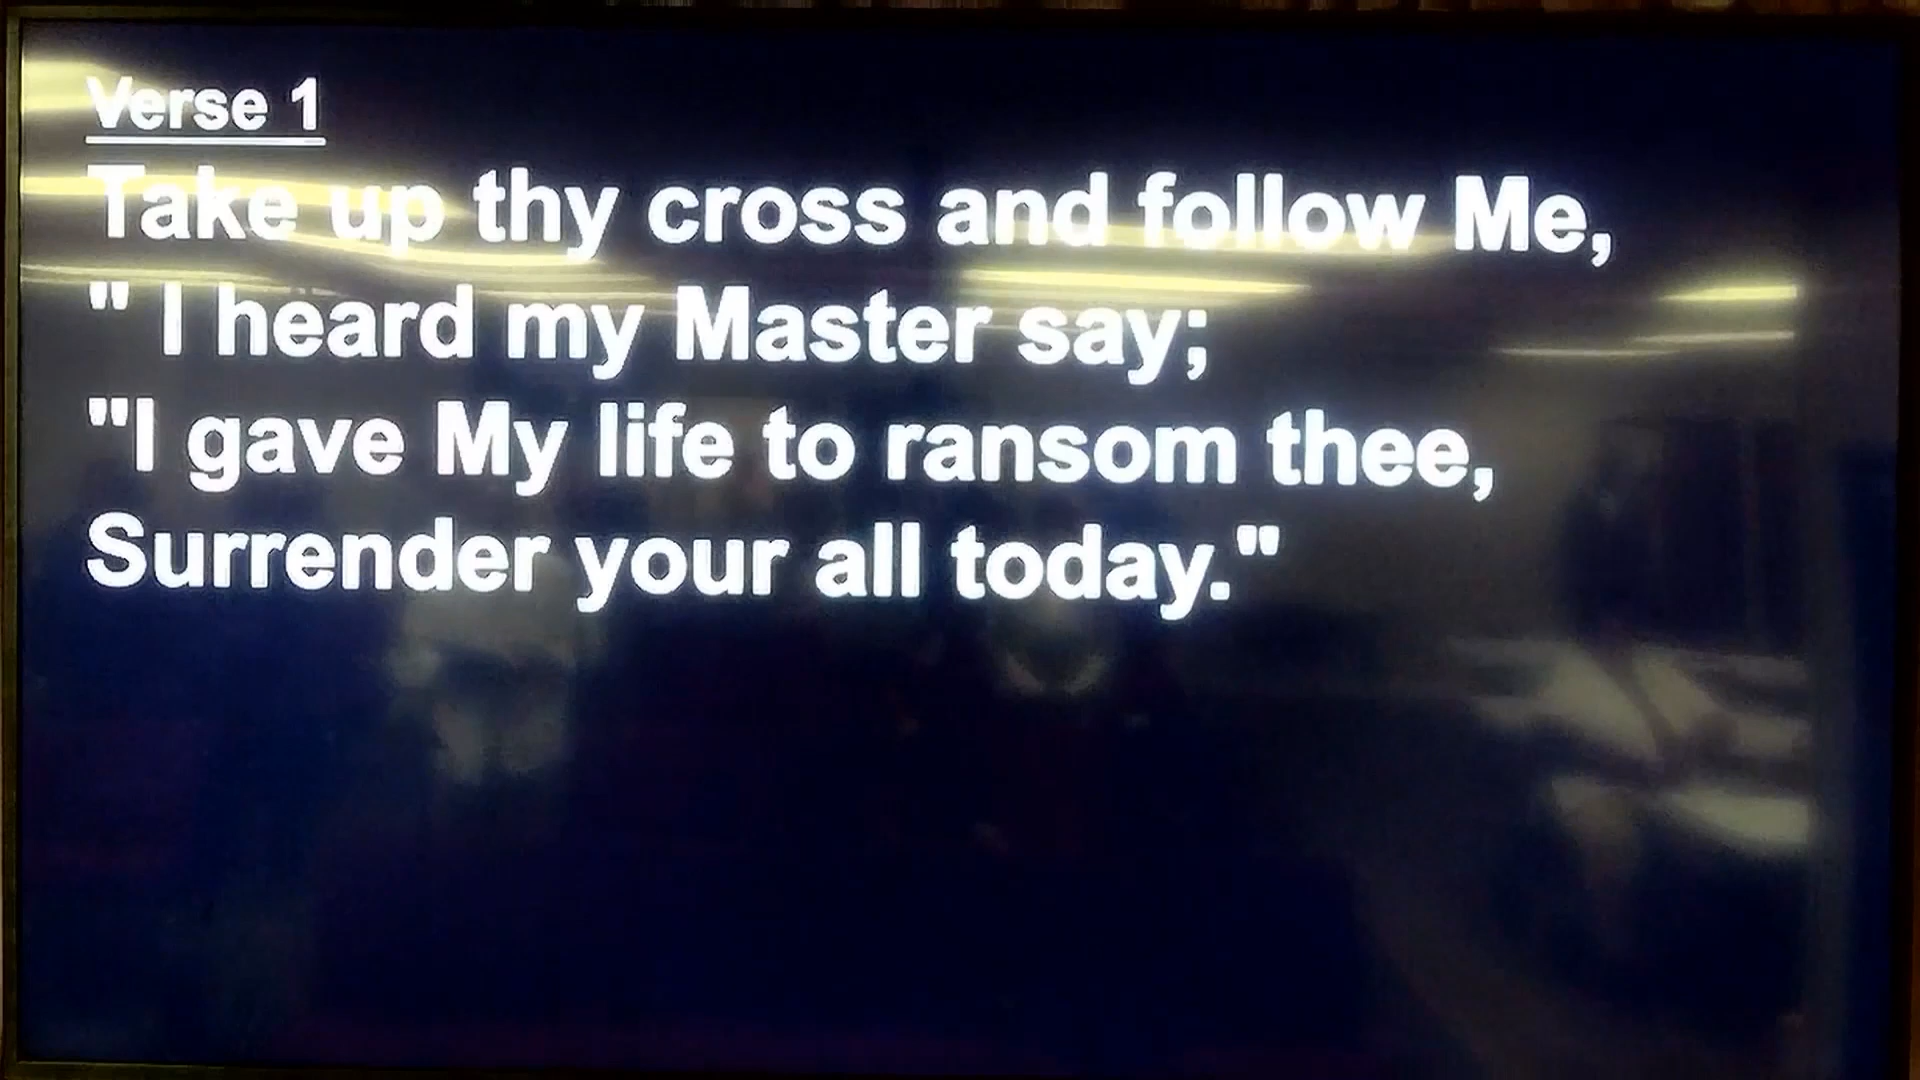 Verse 1
Take up thy cross and follow Me,
" I heard my Master say;
"I gave My life to ransom thee,
Surrender your all today."